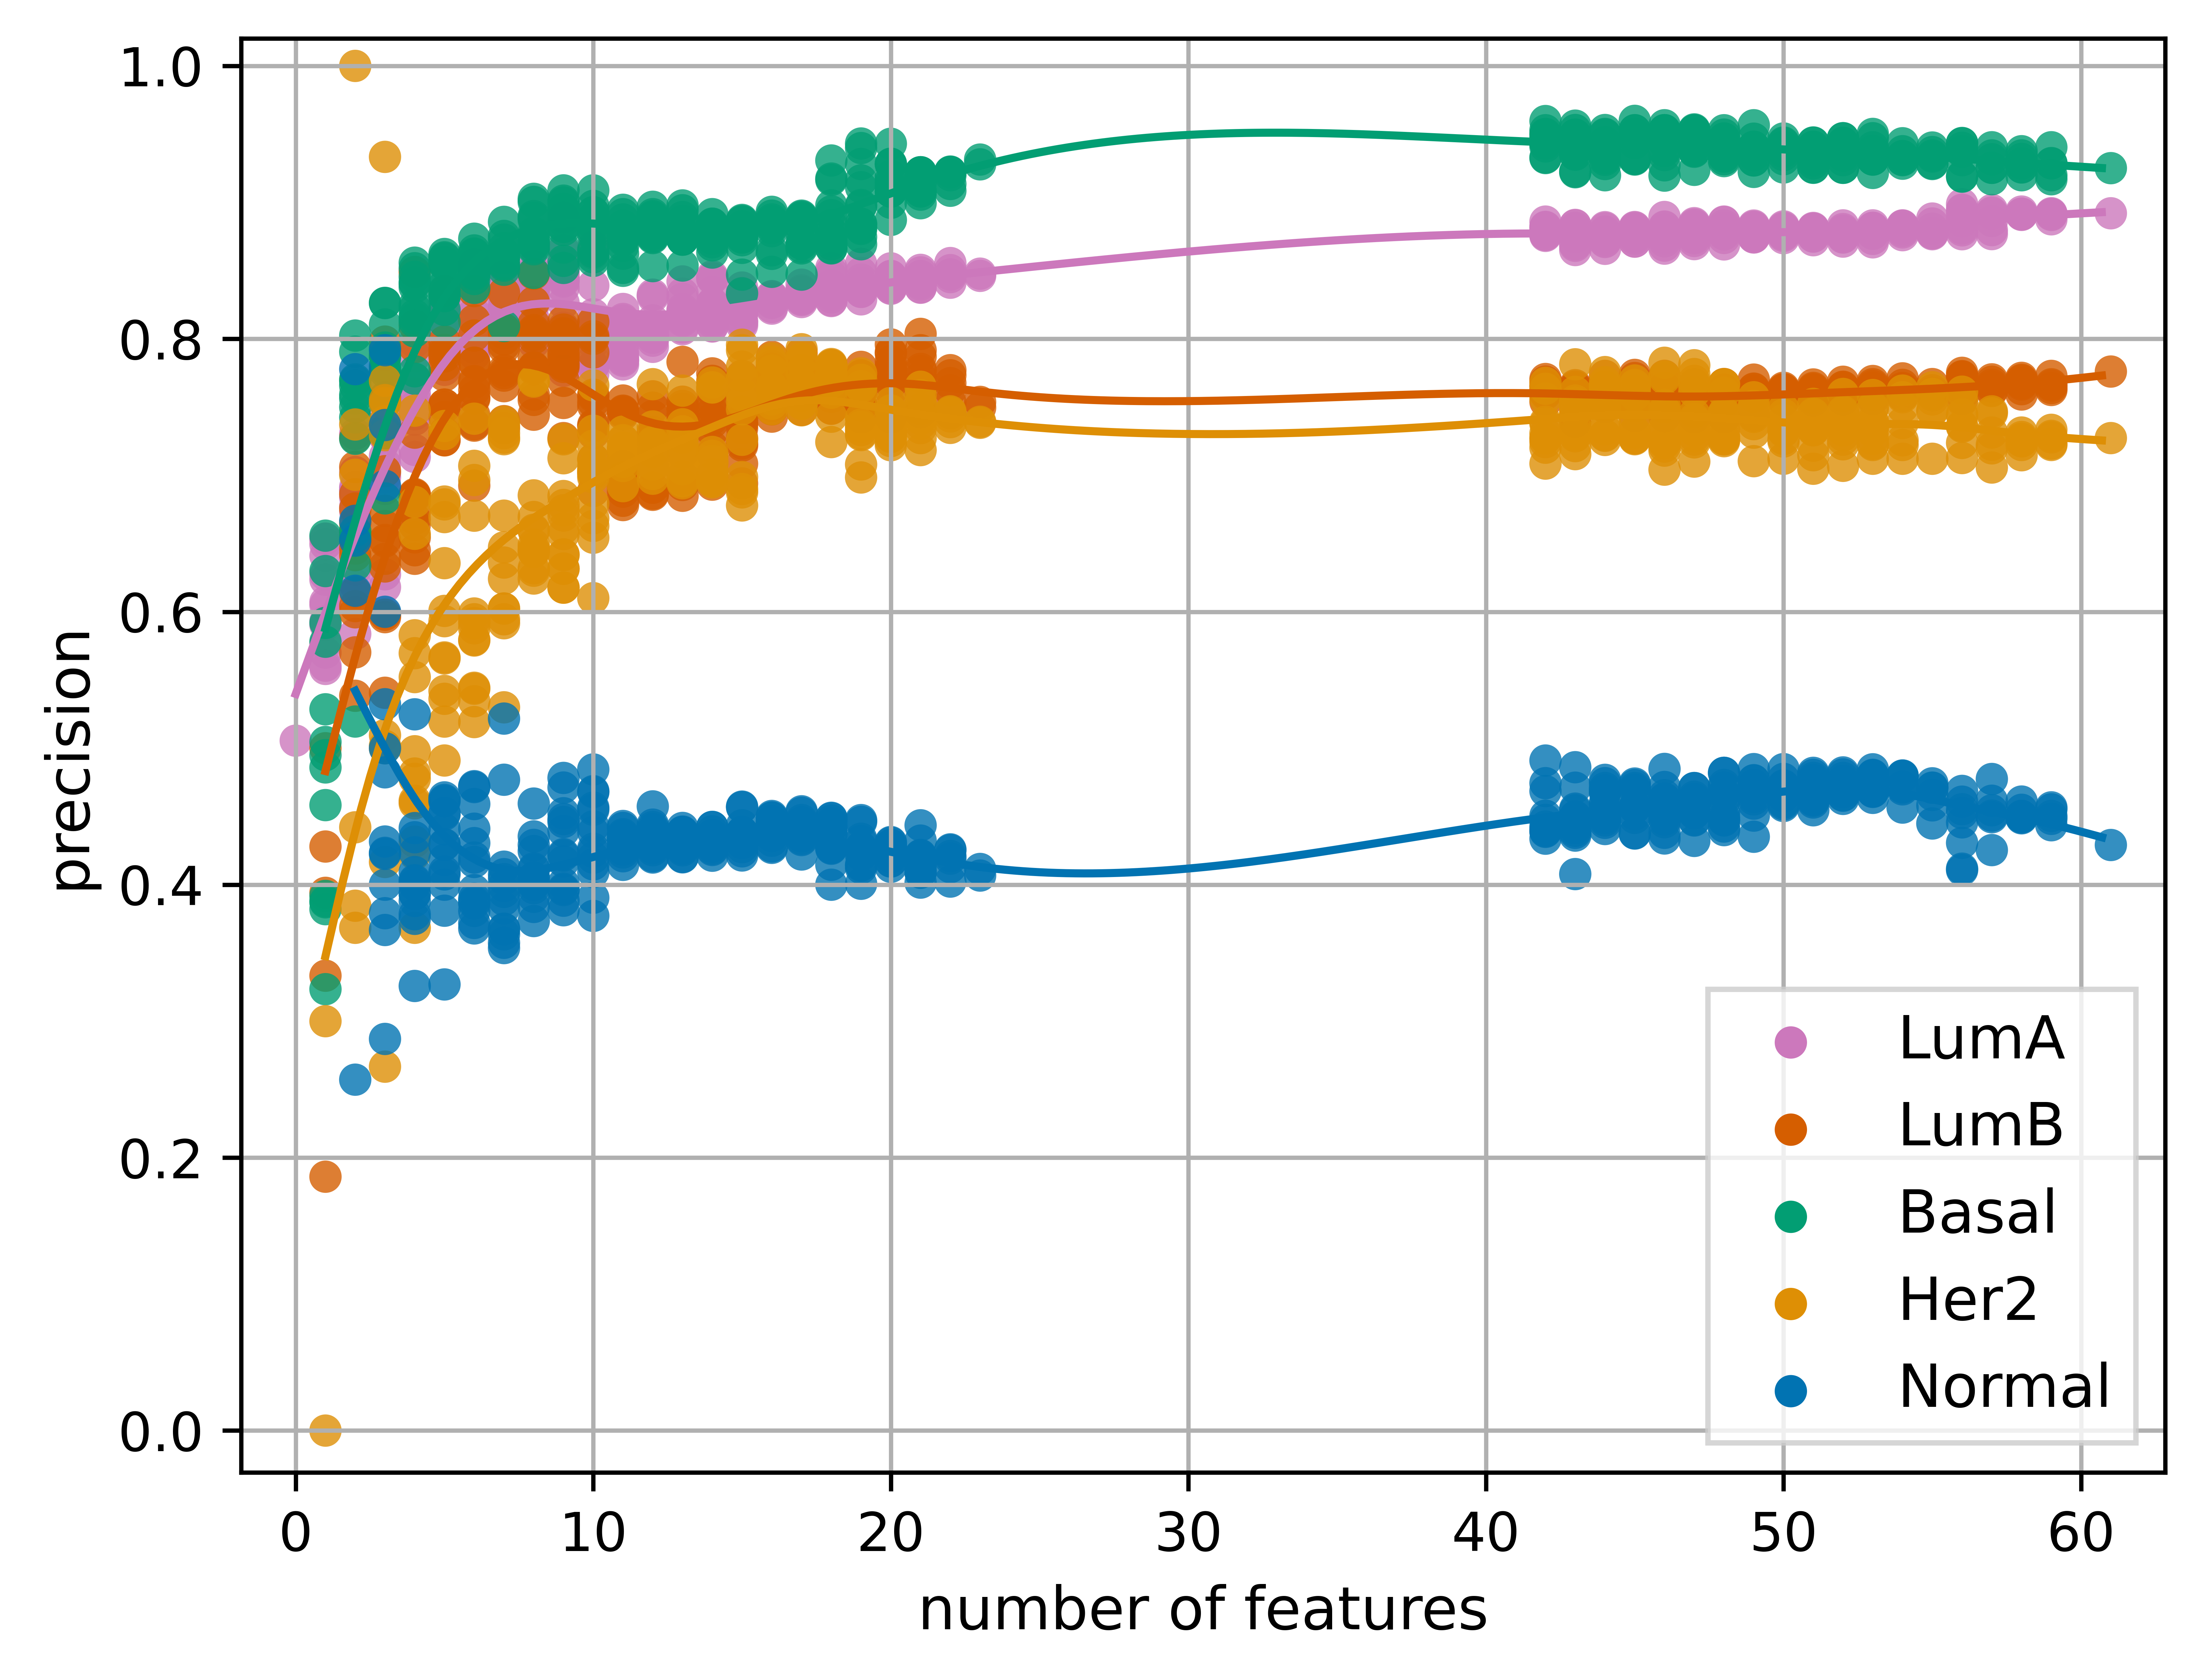 1.0
0.8
0.6
0.4
0.2
0.0
precision
0 10 20 30 40 50 60
number of features
LumA
LumB
Basal
Her2
Normal